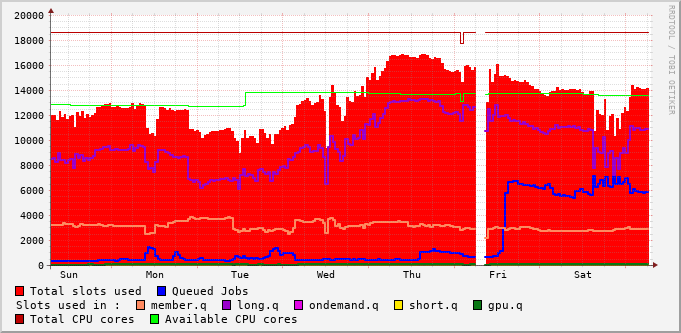 20000
18000
16000
14000
12000
10000
8000
6000
4000
2000
0
Sun Mon Tue Wed Thu Fri Sat
RRDTOOL / TOBI OETIKER
Total slots used Queued Jobs
Slots used in : member.q long.q ondemand.q short.q gpu.q
Total CPU cores Available CPU cores